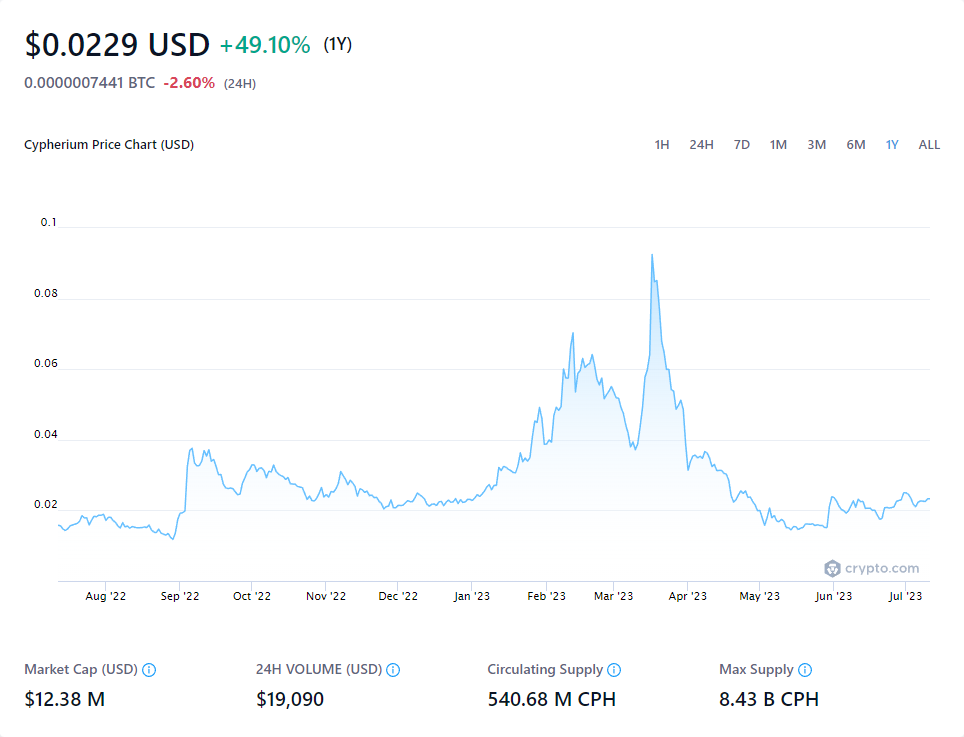 $0.0229 USD +49.10% (1Y)
0.0000007441 BTC -2.60% (24H)
Cypherium Price Chart (USD) 1H 24H 7D 1M 3M 6M 1Y ALL
0.1
0.08
0.06
0.04
0.02
crypto.com
Aug '22 Sep '22 Oct '22 Nov '22 Dec '22 Jan '23 Feb '23 Mar '23 Apr '23 May '23 Jun '23 Jul '23
Market Cap (USD) 24H VOLUME (USD) Circulating Supply Max Supply
$12.38 M $19,090 540.68 M CPH 8.43 B CPH